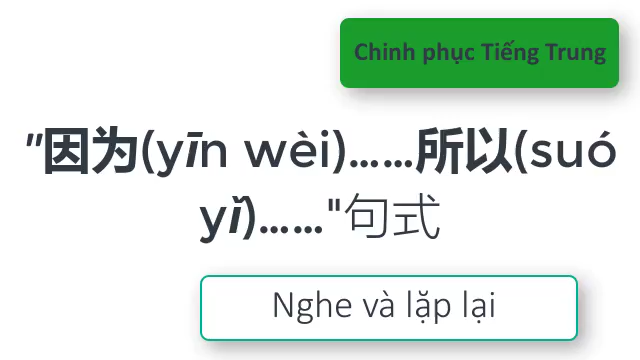 Chinh phục Tiếng Trung
"因为(yīn wèi)……所以(suó
yǐ)……"句式
Nghe và lặp lại